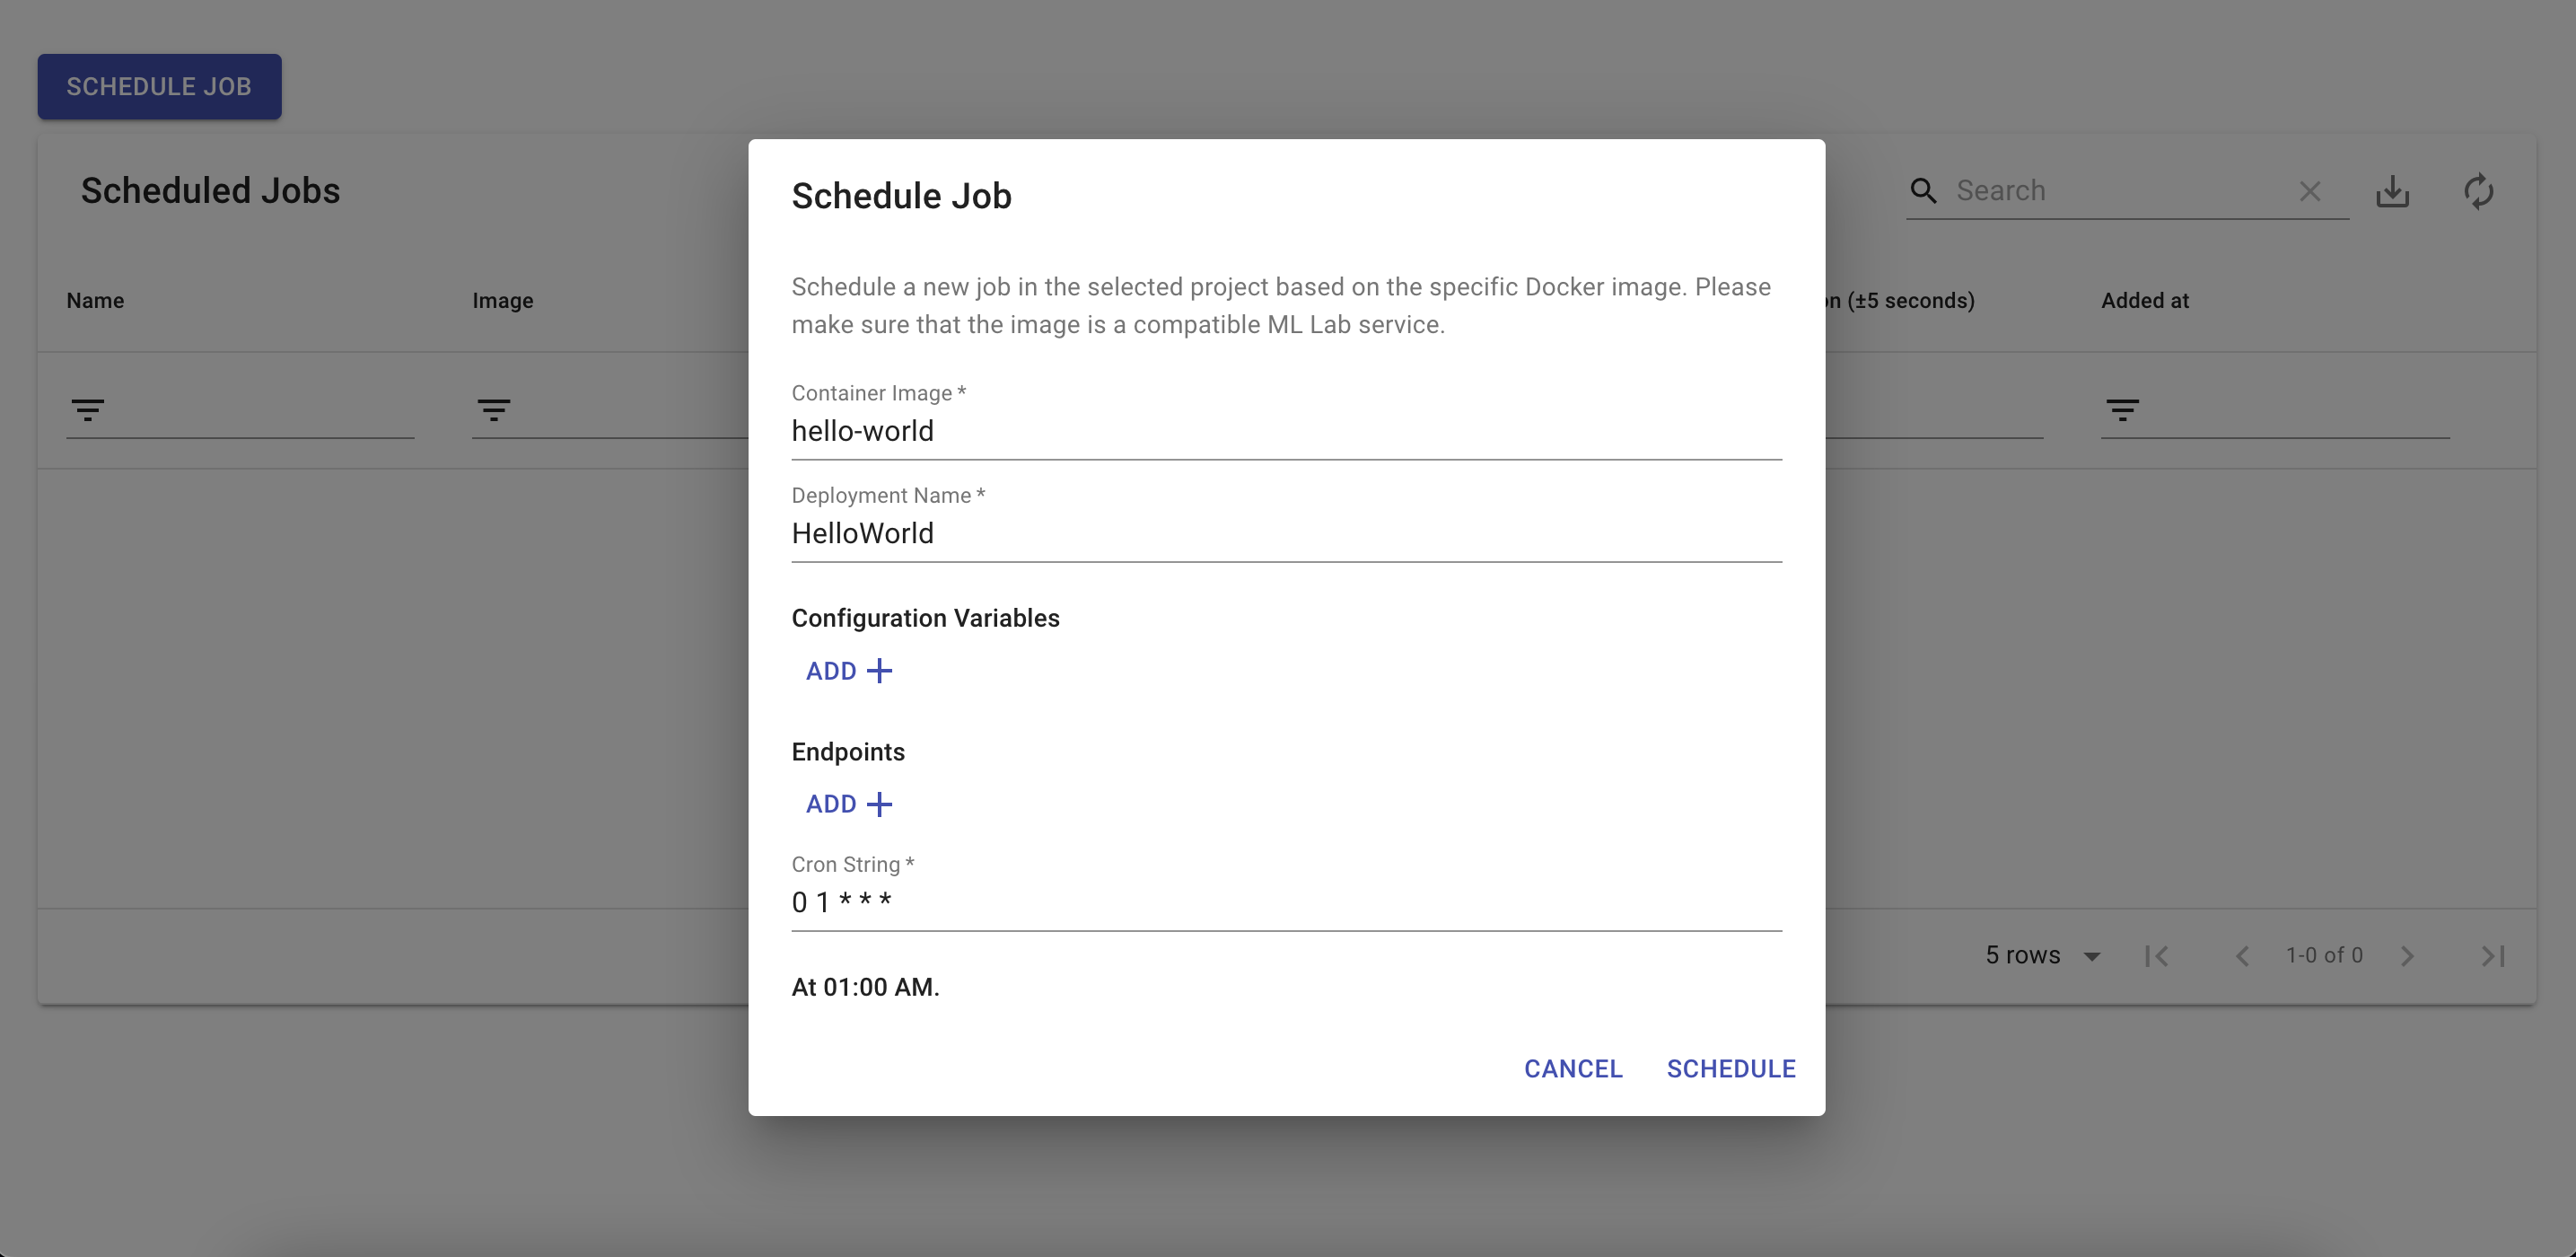 SCHEDULE JOB
Scheduled Jobs
Search
Name
Image
(±5 seconds)
Added at
5 rows
1-0 of 0
Schedule Job
Schedule a new job in the selected project based on the specific Docker image. Please
make sure that the image is a compatible ML Lab service.
Container Image *
hello-world
Deployment Name *
HelloWorld
Configuration Variables
ADD
Endpoints
ADD
Cron String *
0 1 * * *
At 01:00 AM.
CANCEL SCHEDULE